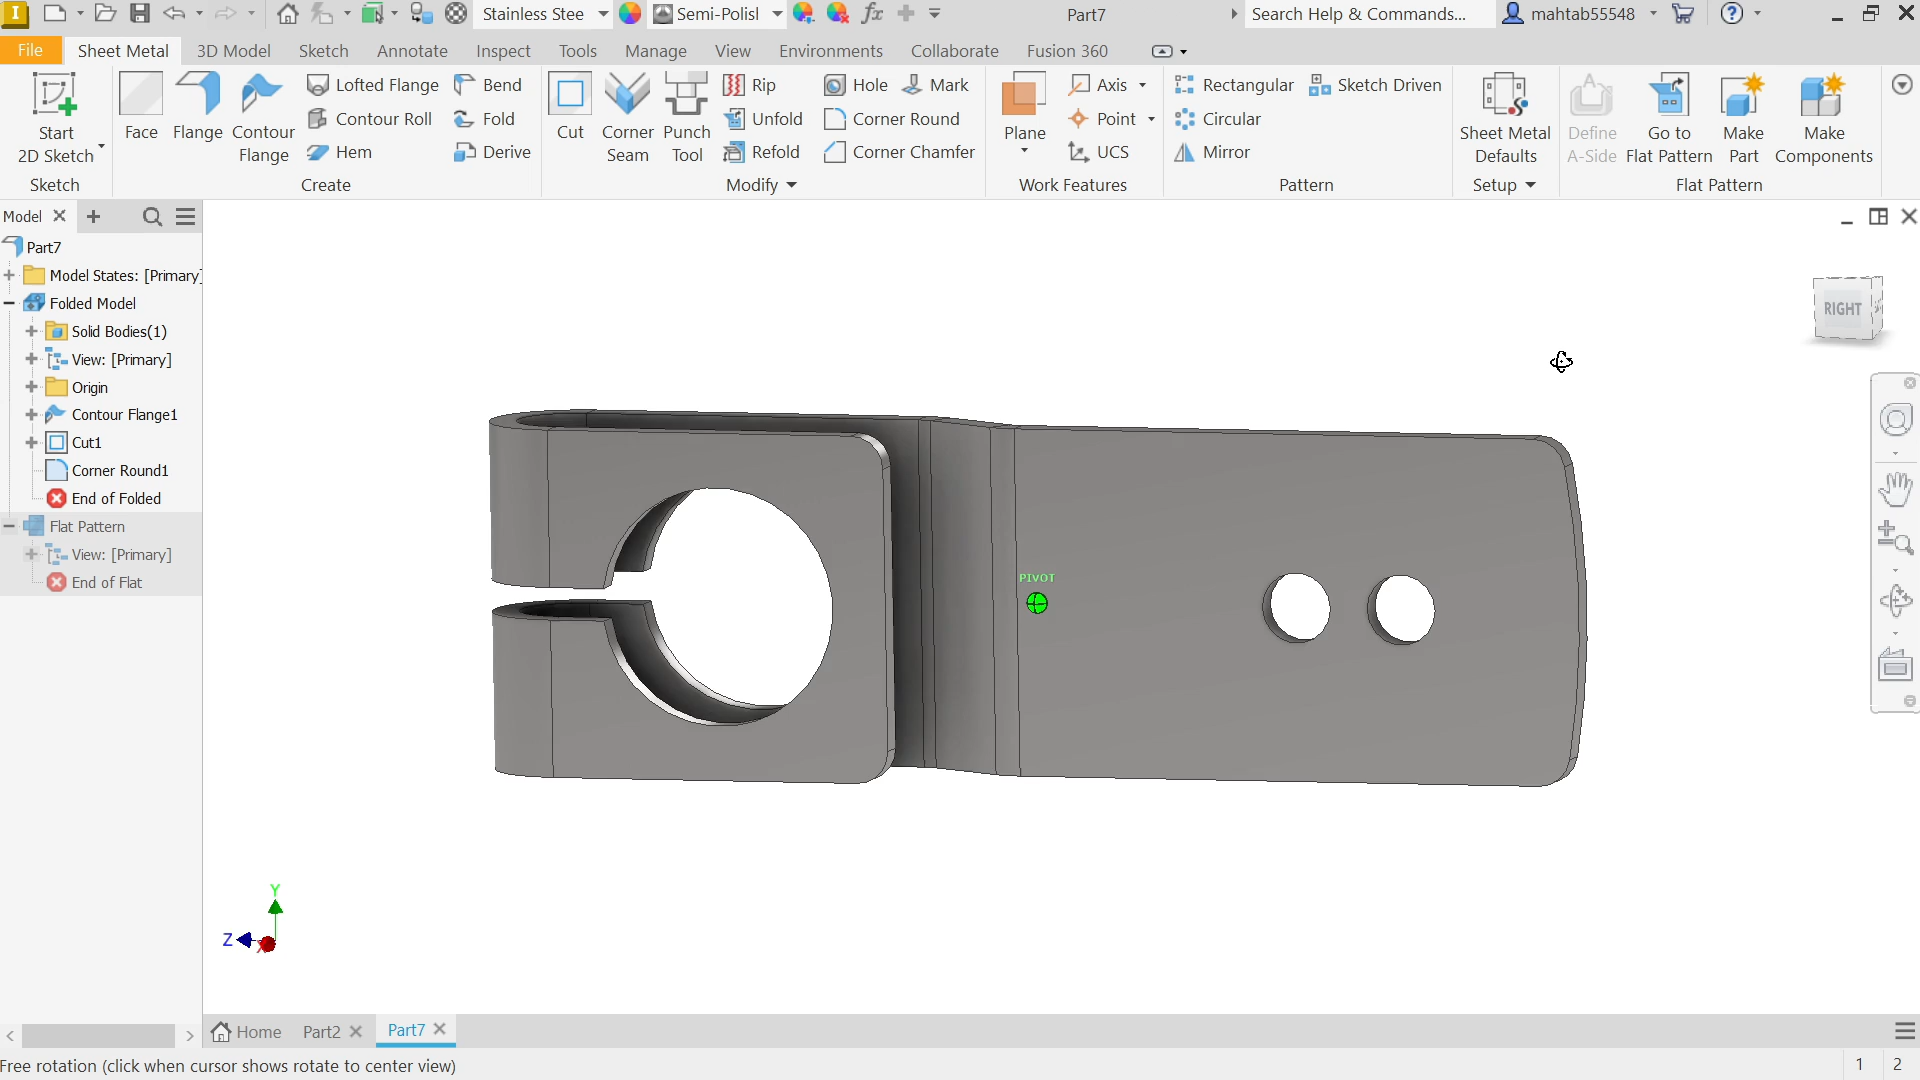 Stainless Stee
Semi-Polisl
fx
Part7
Search Help & Commands...
mahtab55548
File
Sheet Metal
3D Model
Sketch
Annotate
Inspect
Tools
Manage
View
Environments
Collaborate
Fusion 360
Start
2D Sketch
Sketch
Face
Flange
Contour
Flange
Lofted Flange
Contour Roll
Hem
Bend
Fold
Derive
Create
Cut
Corner
Seam
Punch
Tool
Rip
Unfold
Refold
Hole
Mark
Corner Round
Corner Chamfer
Modify
Plane
Axis
Point
UCS
Work Features
Rectangular
Sketch Driven
Circular
Mirror
Pattern
Sheet Metal
Defaults
Setup
Define
A-Side
Go to
Flat Pattern
Make
Part
Make
Components
Flat Pattern
Model
Part7
Model States: [Primary]
Folded Model
Solid Bodies(1)
View: [Primary]
Origin
Contour Flange1
Cut1
Corner Round1
End of Folded
Flat Pattern
View: [Primary]
End of Flat
RIGHT
PIVOT
Y
Z
X
Home
Part2
Part7
Free rotation (click when cursor shows rotate to center view)
1
2